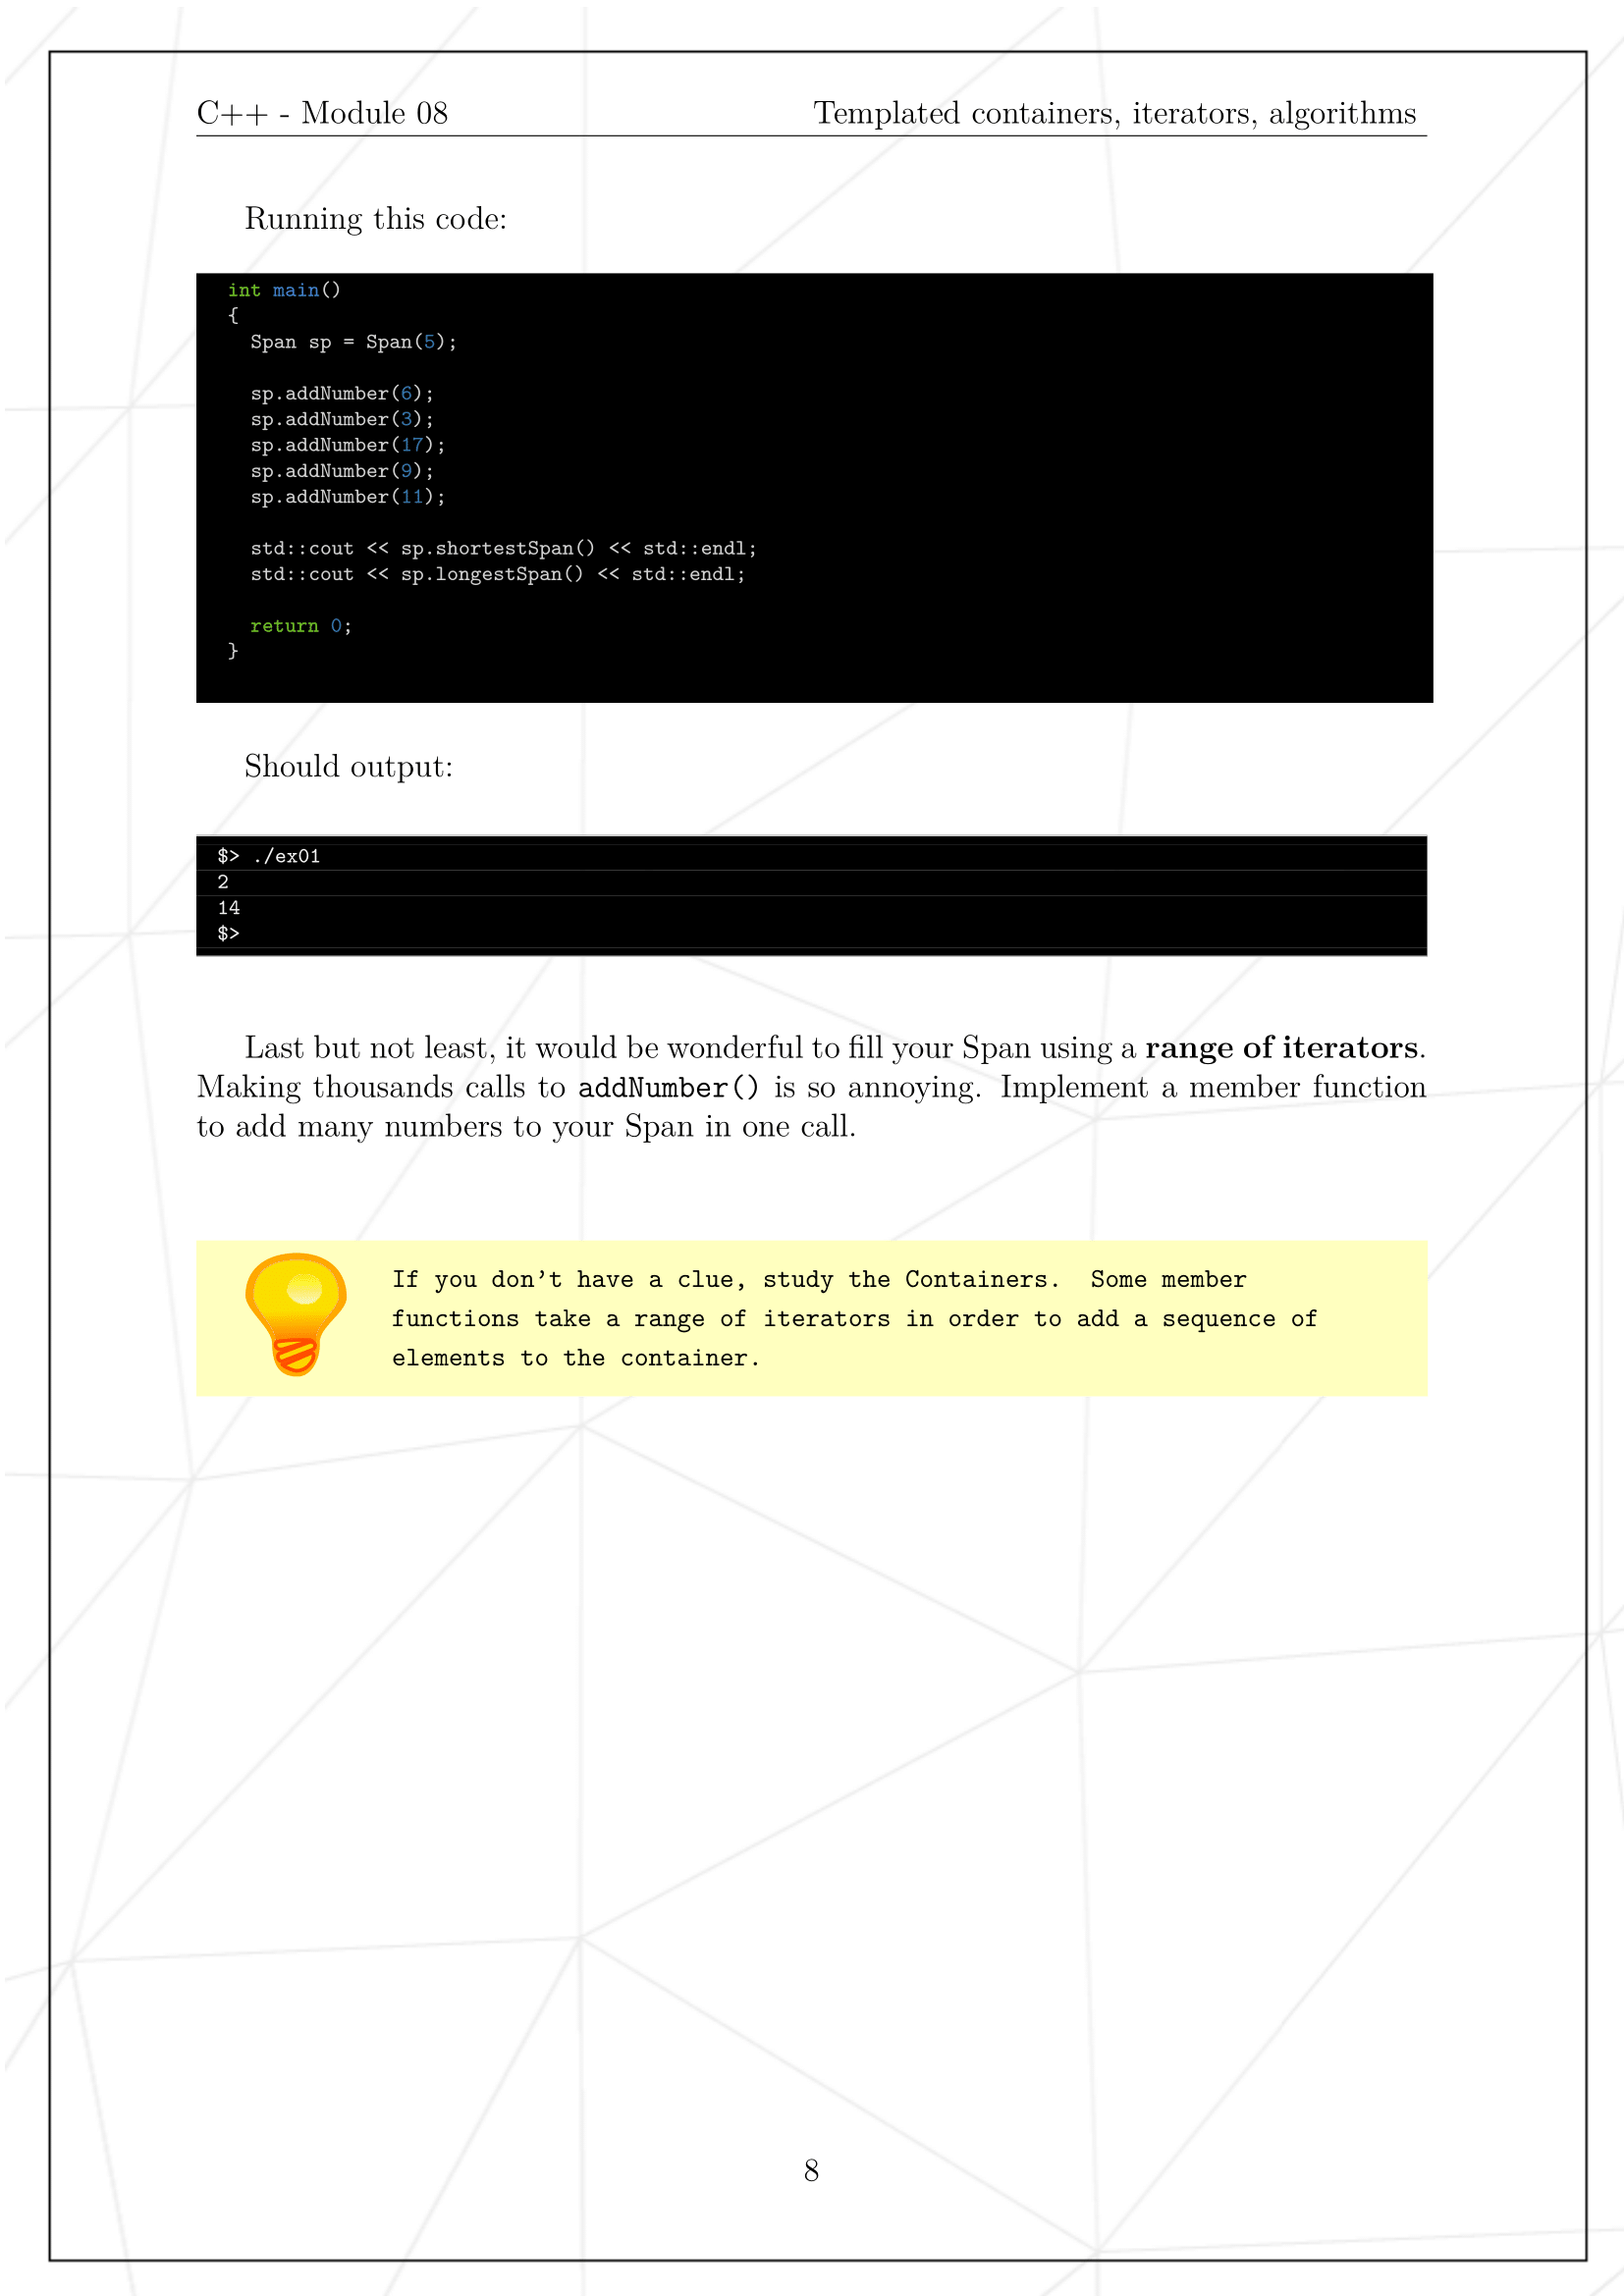 C++ - Module 08 Templated containers, iterators, algorithms
Running this code:
int main()
{
Span sp = Span(5);
sp.addNumber(6);
sp.addNumber(3);
sp.addNumber(17);
sp.addNumber(9);
sp.addNumber(11);
std::cout << sp.shortestSpan() << std::endl;
std::cout << sp.longestSpan() << std::endl;
return 0;
}
Should output:
$> ./ex01
2
14
$>
Last but not least, it would be wonderful to fill your Span using a range of iterators.
Making thousands calls to addNumber() is so annoying. Implement a member function
to add many numbers to your Span in one call.
If you don't have a clue, study the Containers. Some member
functions take a range of iterators in order to add a sequence of
elements to the container.
8